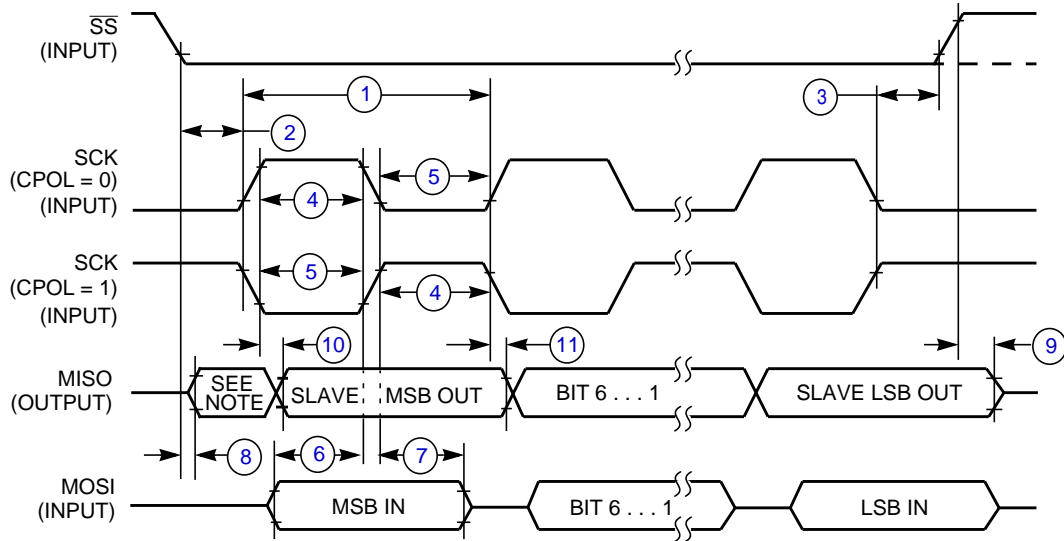 SS
(INPUT)
1
3
2
SCK
(CPOL = 0)
(INPUT)
5
4
SCK
(CPOL = 1)
(INPUT)
5
4
10
11
9
MISO
(OUTPUT)
SEE
NOTE
SLAVE
MSB OUT
BIT 6 . . . 1
SLAVE LSB OUT
8
6
7
MOSI
(INPUT)
MSB IN
BIT 6 . . . 1
LSB IN